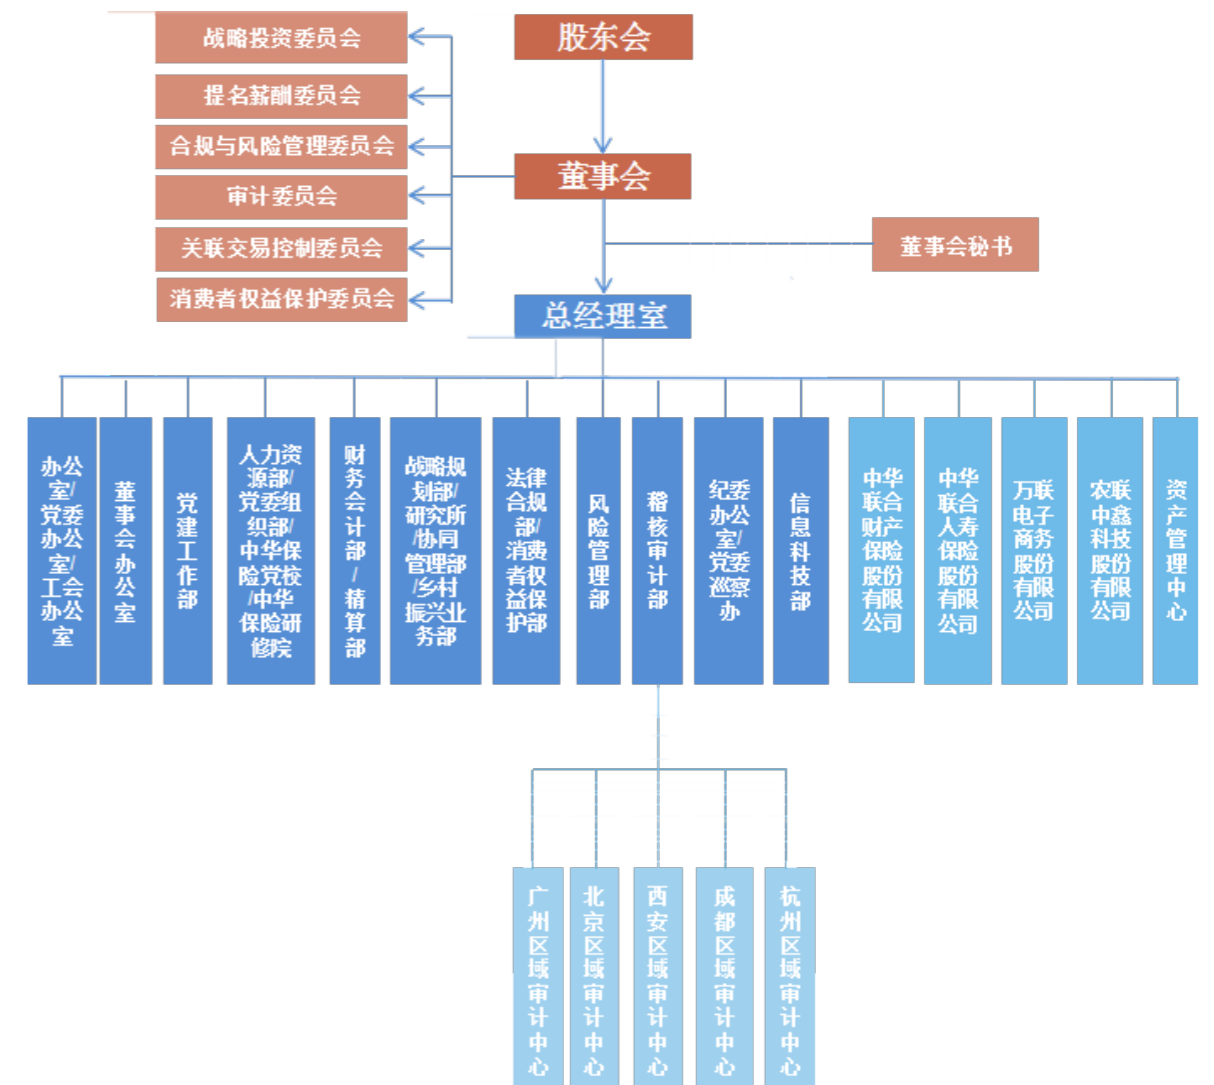 股东会
战略投资委员会
提名薪酬委员会
合规与风险管理委员会
审计委员会
关联交易控制委员会
消费者权益保护委员会
董事会
董事会秘书
总经理室
办公
室/
党委
办公
室/
工会
办公
室
董事会办公室
党建工作部
人力资
源部/
党委组
织部/
中华保
险党校
/中华
保险研
修院
财务会计部/精算部
战略规
划部/
研究所
/协同
管理部
/乡村
振兴业
务部
法律
合规
部/
消费
者权
益保
护部
风险管理部
稽核审计部
纪委
办公
室/
党委
巡察
办
信息科技部
中华
联合
财产
保险
股份
有限
公司
中华
联合
人寿
保险
股份
有限
公司
万联
电子
商务
股份
有限
公司
农联
中鑫
科技
股份
有限
公司
资产管理中心
广州区域审计中心
北京区域审计中心
西安区域审计中心
成都区域审计中心
杭州区域审计中心